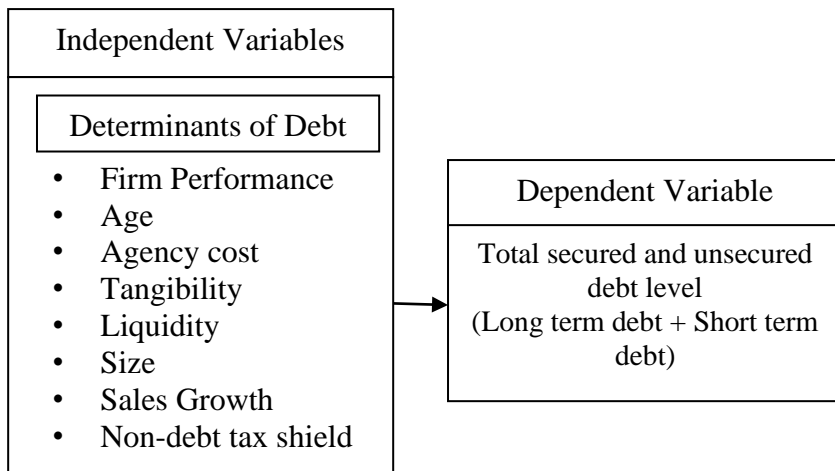 Independent Variables
Determinants of Debt
• Firm Performance
• Age
• Agency cost
• Tangibility
• Liquidity
• Size
• Sales Growth
• Non-debt tax shield
Dependent Variable
Total secured and unsecured
debt level
(Long term debt + Short term
debt)